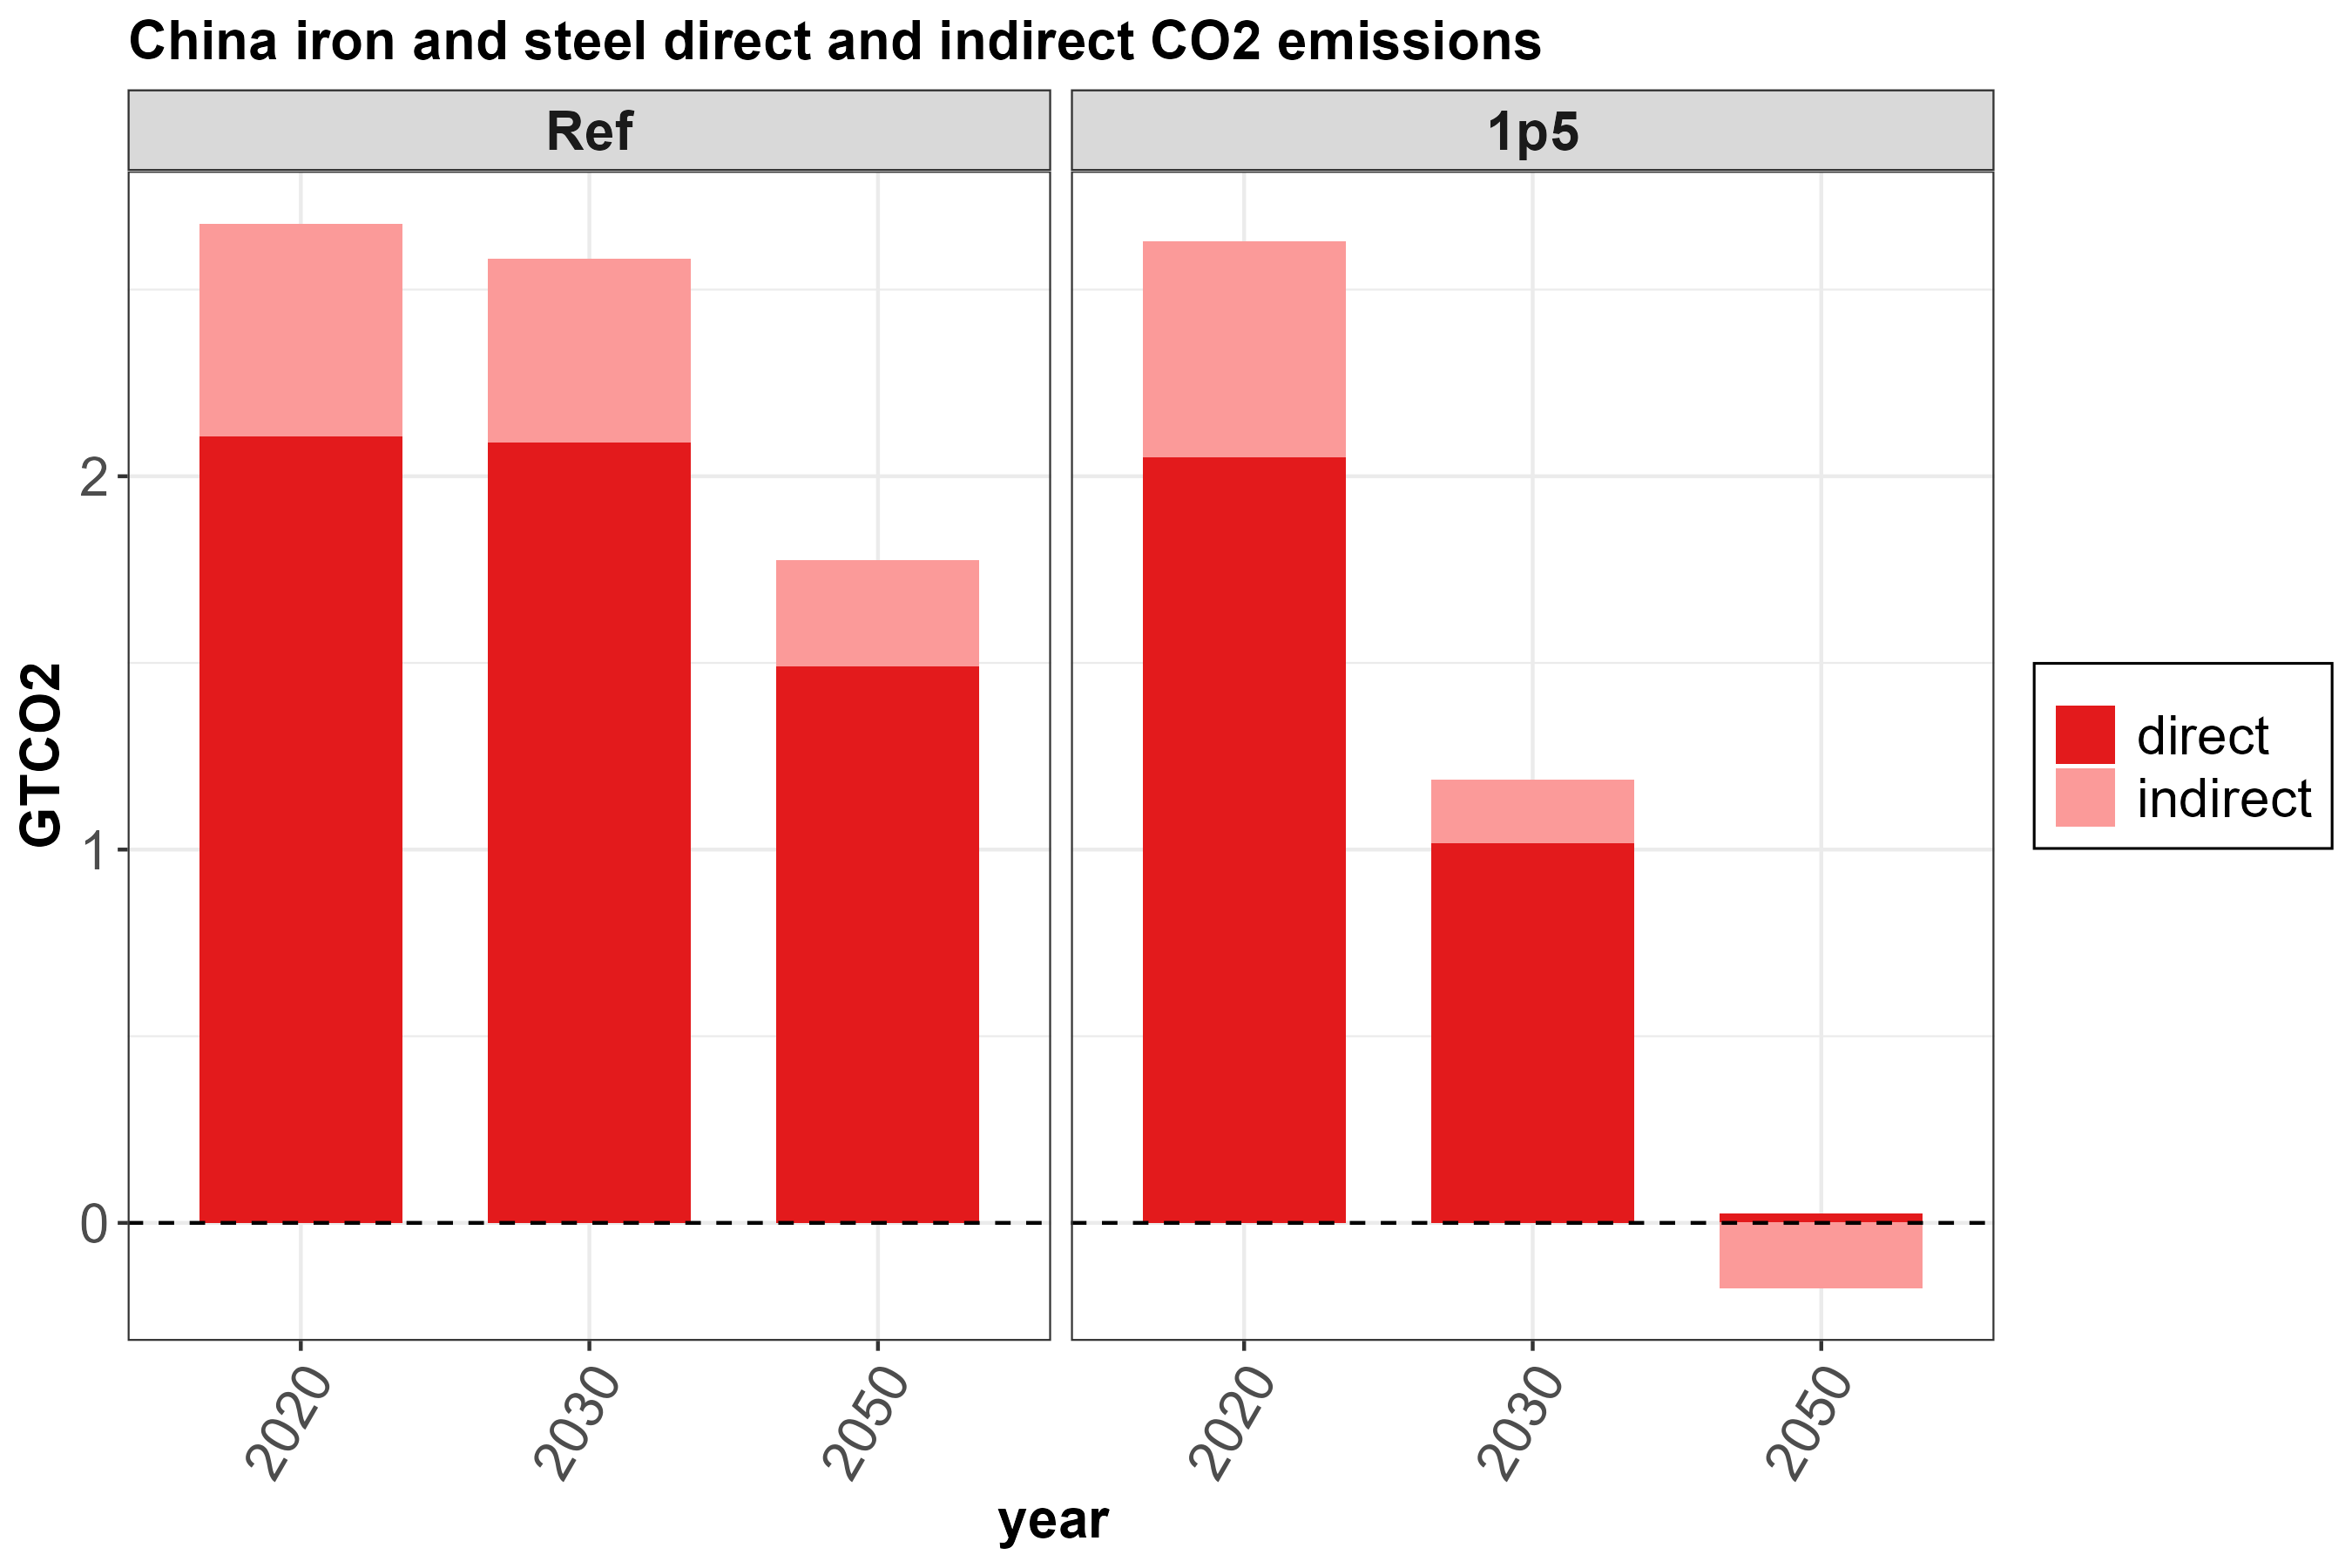 China iron and steel direct and indirect CO2 emissions
Ref
1p5
GTCO2
2
1
0
2020
2030
2050
2020
2030
2050
year
direct
indirect